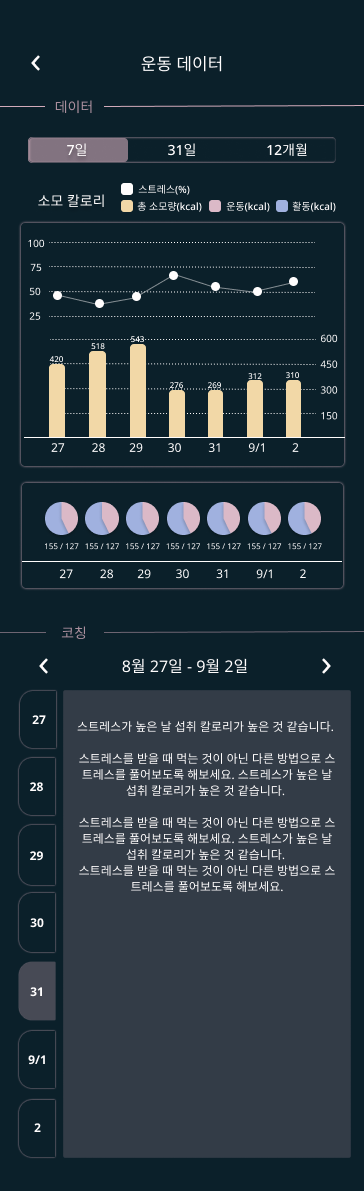 운동 데이터
데이터
7일 31일 12개월
소모 칼로리
스트레스(%)
총 소모량(kcal) 운동(kcal) 활동(kcal)
100
75
50
25
600
450
300
150
420 518 543 276 269 312 310
27 28 29 30 31 9/1 2
155 / 127 155 / 127 155 / 127 155 / 127 155 / 127 155 / 127 155 / 127
27 28 29 30 31 9/1 2
코칭
8월 27일 - 9월 2일
27
28
29
30
31
9/1
2
스트레스가 높은 날 섭취 칼로리가 높은 것 같습니다.
스트레스를 받을 때 먹는 것이 아닌 다른 방법으로 스
트레스를 풀어보도록 해보세요. 스트레스가 높은 날
섭취 칼로리가 높은 것 같습니다.
스트레스를 받을 때 먹는 것이 아닌 다른 방법으로 스
트레스를 풀어보도록 해보세요. 스트레스가 높은 날
섭취 칼로리가 높은 것 같습니다.
스트레스를 받을 때 먹는 것이 아닌 다른 방법으로 스
트레스를 풀어보도록 해보세요.